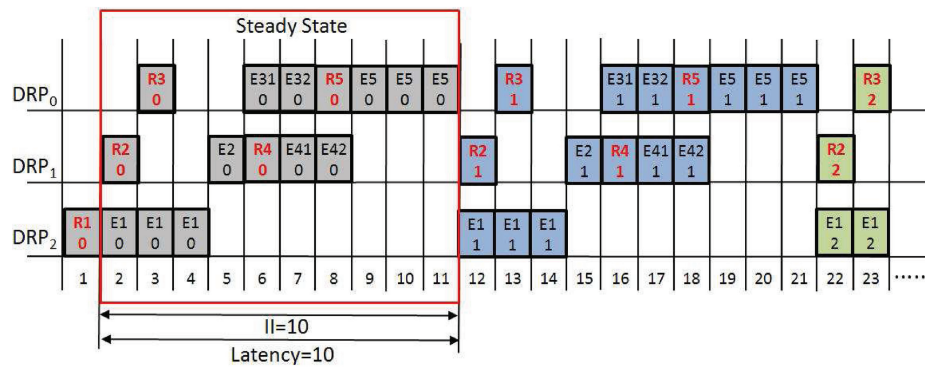 Steady State
DRP0 R3 E31 E32 R5 E5 E5 E5 R3 E31 E32 R5 E5 E5 E5 R3
0 0 0 0 0 0 0 1 1 1 1 1 1 1 2
DRP1 R2 E2 R4 E41 E42 R2 E2 R4 E41 E42 R2
0 0 0 0 0 1 1 1 1 1 2
DRP2 R1 E1 E1 E1 E1 E1 E1 E1 E1
0 0 0 0 1 1 1 2 2
1 2 3 4 5 6 7 8 9 10 11 12 13 14 15 16 17 18 19 20 21 22 23 .....
II=10
Latency=10